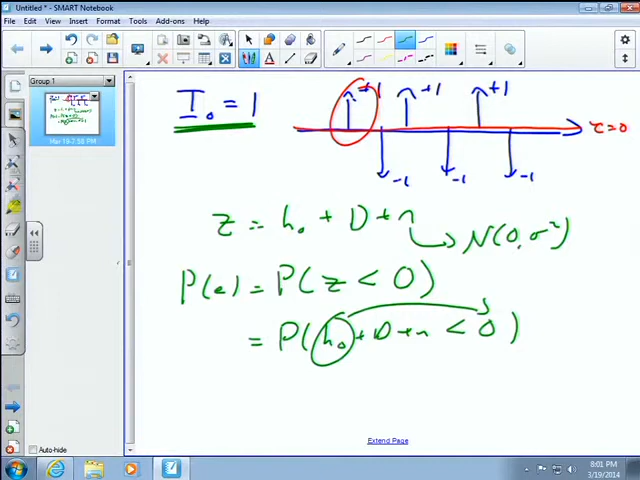 Untitled * - SMART Notebook
File Edit View Insert Format Tools Add-ons Help
Group 1
I₀ = 1
+1 +1 +1
τ=0
-1 -1 -1
z = h₀ + D + n
N(0, σ²)
P(e) = P(z < 0)
= P(h₀ + D + n < 0)
Extend Page
Auto-hide
8:01 PM
3/19/2014